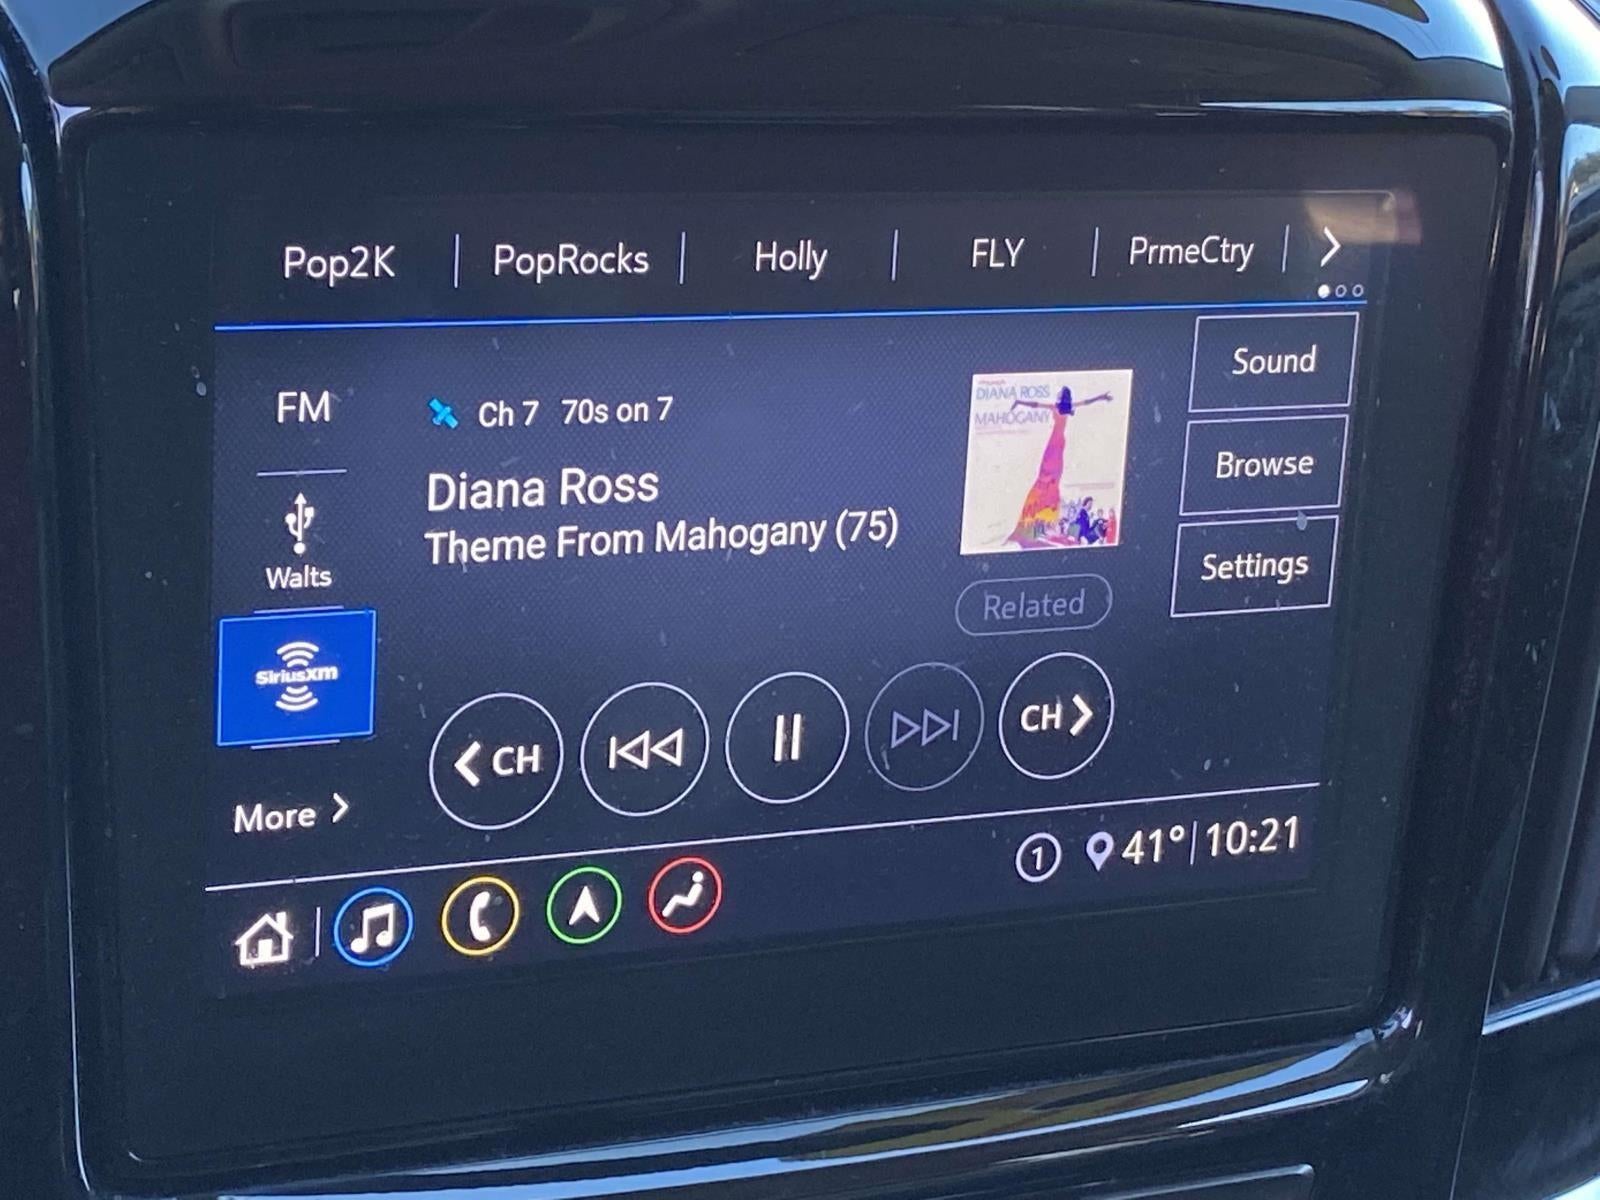 Pop2K
PopRocks
Holly
FLY
PrmeCtry
FM
Walts
SiriusXm
More
Ch 7 70s on 7
Diana Ross
Theme From Mahogany (75)
DIANA ROSS
MAHOGANY
Related
Sound
Browse
Settings
CH
CH
1
41° 10:21